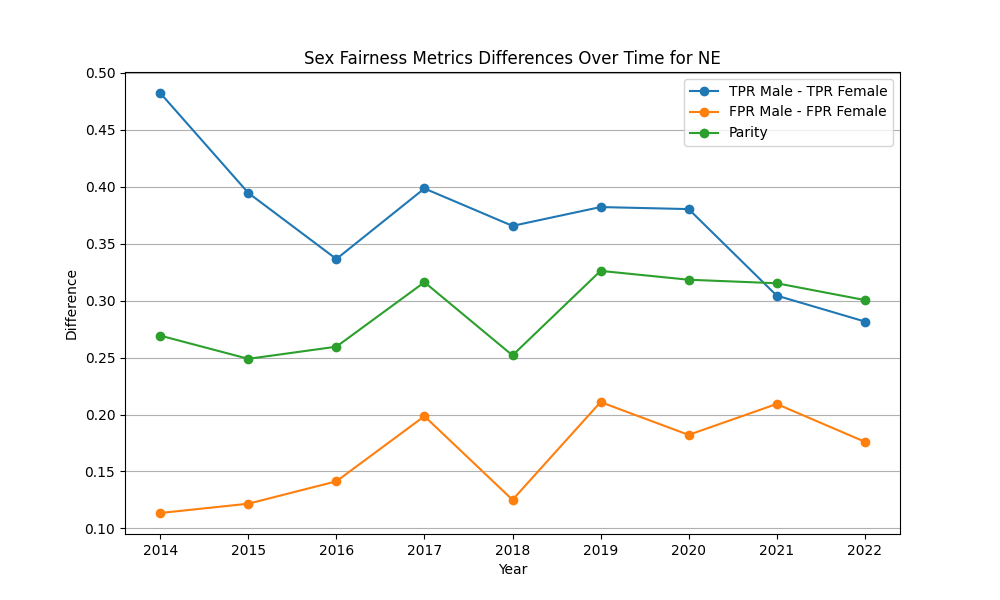 Sex Fairness Metrics Differences Over Time for NE
TPR Male - TPR Female
FPR Male - FPR Female
Parity
Difference
0.50
0.45
0.40
0.35
0.30
0.25
0.20
0.15
0.10
2014 2015 2016 2017 2018 2019 2020 2021 2022
Year